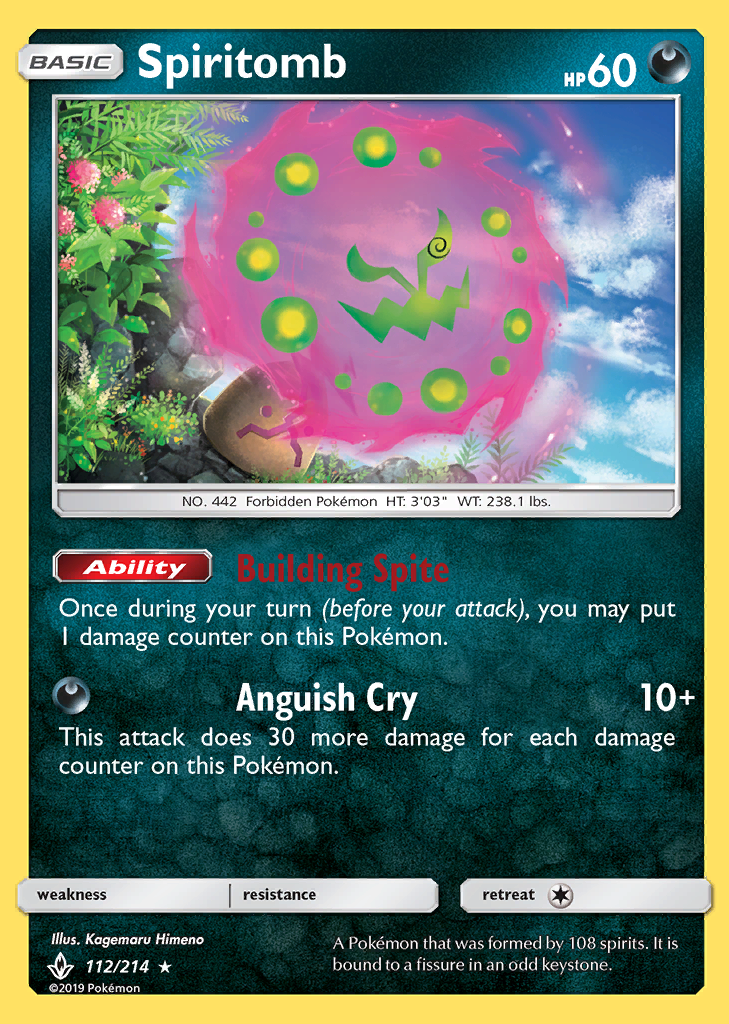 BASIC Spiritomb HP60
NO. 442 Forbidden Pokémon HT: 3'03" WT: 238.1 lbs.
Ability Building Spite
Once during your turn (before your attack), you may put
1 damage counter on this Pokémon.
Anguish Cry 10+
This attack does 30 more damage for each damage
counter on this Pokémon.
weakness resistance retreat
Illus. Kagemaru Himeno
112/214 ★
©2019 Pokémon
A Pokémon that was formed by 108 spirits. It is
bound to a fissure in an odd keystone.